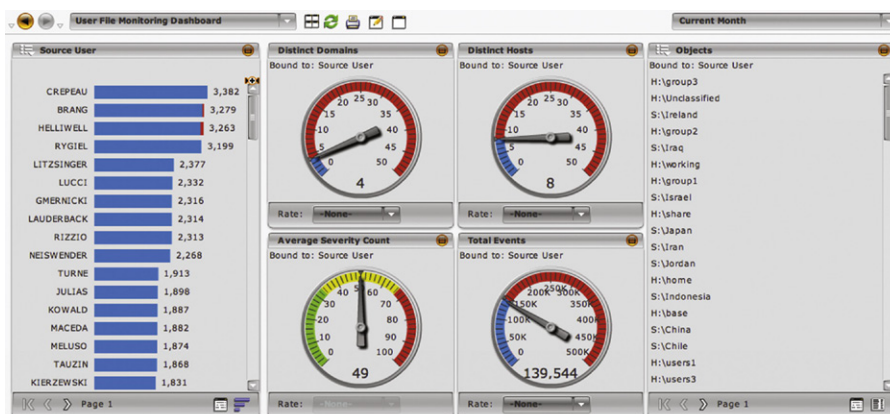 User File Monitoring Dashboard
Current Month
Source User
CREPEAU 3,382
BRANG 3,279
HELLIWELL 3,263
RYGIEL 3,199
LITZSINGER 2,377
LUCCI 2,332
GMERNICKI 2,316
LAUDERBACK 2,314
RIZZIO 2,313
NEISWENDER 2,268
TURNE 1,913
JULIAS 1,898
KOWALD 1,887
MACEDA 1,882
MELUSO 1,874
TAUZIN 1,868
KIERZEWSKI 1,831
Page 1
Distinct Domains
Bound to: Source User
0 5 10 15 20 25 30 35 40 45 50
4
Rate: -None-
Distinct Hosts
Bound to: Source User
0 5 10 15 20 25 30 35 40 45 50
8
Rate: -None-
Average Severity Count
Bound to: Source User
0 10 20 30 40 50 60 70 80 90 100
49
Rate: -None-
Total Events
Bound to: Source User
0 50K 100K 150K 200K 250K 300K 350K 400K 450K 500K
139,544
Rate: -None-
Objects
Bound to: Source User
H:\group3
H:\Unclassified
S:\Ireland
H:\group2
S:\Iraq
H:\working
H:\group1
S:\Israel
H:\share
S:\Japan
S:\Iran
S:\Jordan
H:\home
S:\Indonesia
H:\base
S:\China
S:\Chile
H:\users1
H:\users3
Page 1